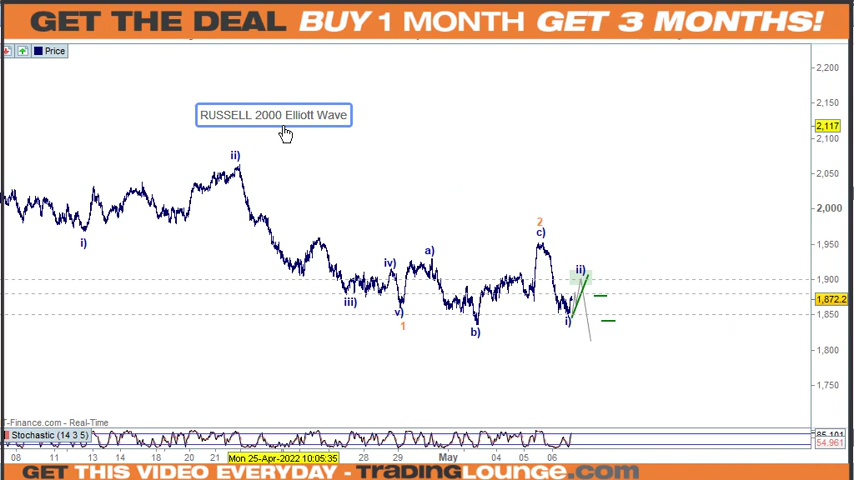 GET THE DEAL BUY 1 MONTH GET 3 MONTHS!
Price
2,200
RUSSELL 2000 Elliott Wave
2,150
2,117
2,100
ii)
2,050
2,000
i)
2
c)
1,950
a)
iv)
ii)
1,900
iii)
1,872.2
v)
i)
1,850
1
b)
1,800
1,750
T-Finance.com - Real-Time
Stochastic (14 3 5)
85.101
54.961
08 11 12 13 14 18 19 20 21 Mon 25-Apr-2022 10:05:35 28 29 May 04 05 06
GET THIS VIDEO EVERYDAY - TradingLounge.com